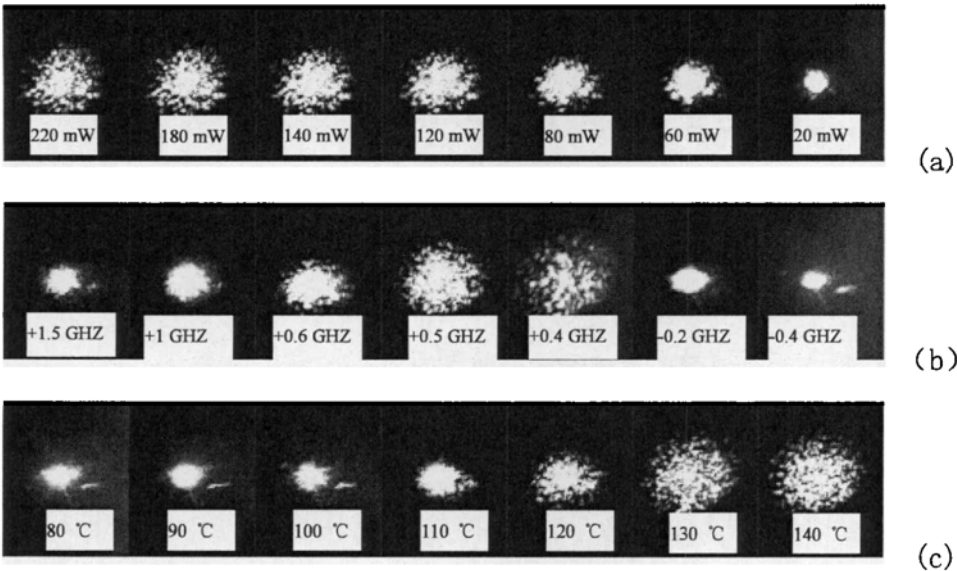 220 mW 180 mW 140 mW 120 mW 80 mW 60 mW 20 mW
(a)
+1.5 GHZ +1 GHZ +0.6 GHZ +0.5 GHZ +0.4 GHZ -0.2 GHZ -0.4 GHZ
(b)
80 ℃ 90 ℃ 100 ℃ 110 ℃ 120 ℃ 130 ℃ 140 ℃
(c)